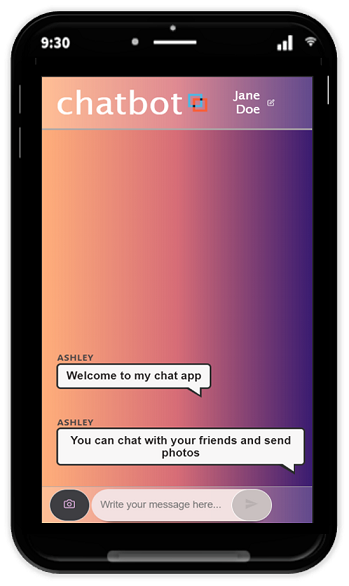 9:30
chatbot
Jane
Doe
ASHLEY
Welcome to my chat app
ASHLEY
You can chat with your friends and send
photos
Write your message here...